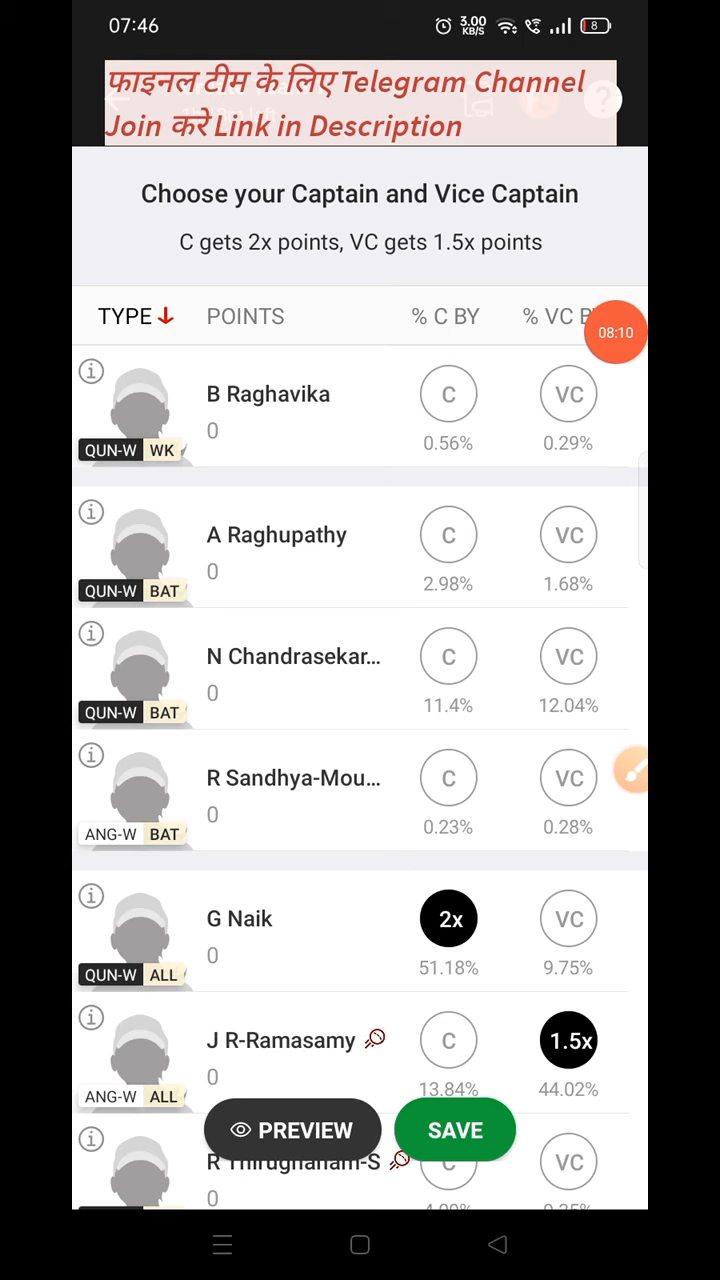 07:46
3.00
KB/S
8
फाइनल टीम के लिए Telegram Channel
Join करे Link in Description
?
Choose your Captain and Vice Captain
C gets 2x points, VC gets 1.5x points
TYPE POINTS % C BY % VC B
08:10
B Raghavika C VC
0
QUN-W WK 0.56% 0.29%
A Raghupathy C VC
0
QUN-W BAT 2.98% 1.68%
N Chandrasekar... C VC
0
QUN-W BAT 11.4% 12.04%
R Sandhya-Mou... C VC
0
ANG-W BAT 0.23% 0.28%
G Naik 2x VC
0
QUN-W ALL 51.18% 9.75%
J R-Ramasamy C 1.5x
0
ANG-W ALL 13.84% 44.02%
PREVIEW SAVE
R Thirugnanam-S C VC
0